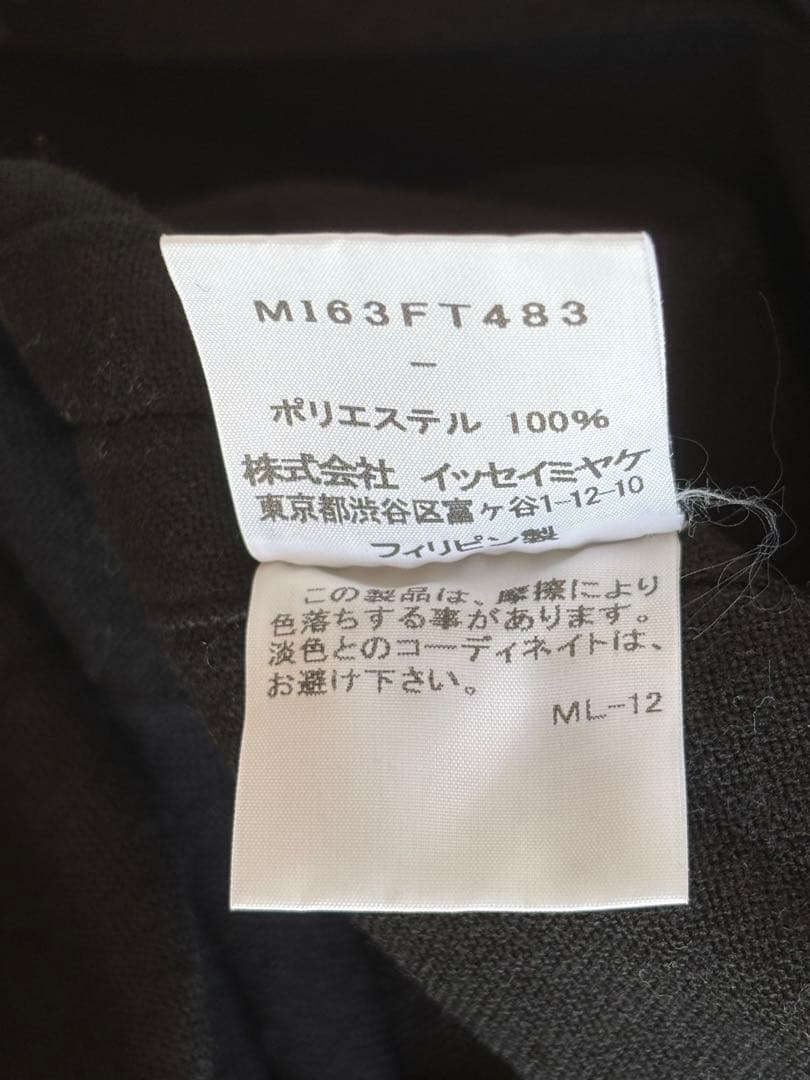 MI63FT483
—
ポリエステル 100%
株式会社 イッセイミヤケ
東京都渋谷区富ヶ谷1-12-10
フィリピン製
この製品は、摩擦により
色落ちする事があります。
淡色とのコーディネイトは、
お避け下さい。
ML-12